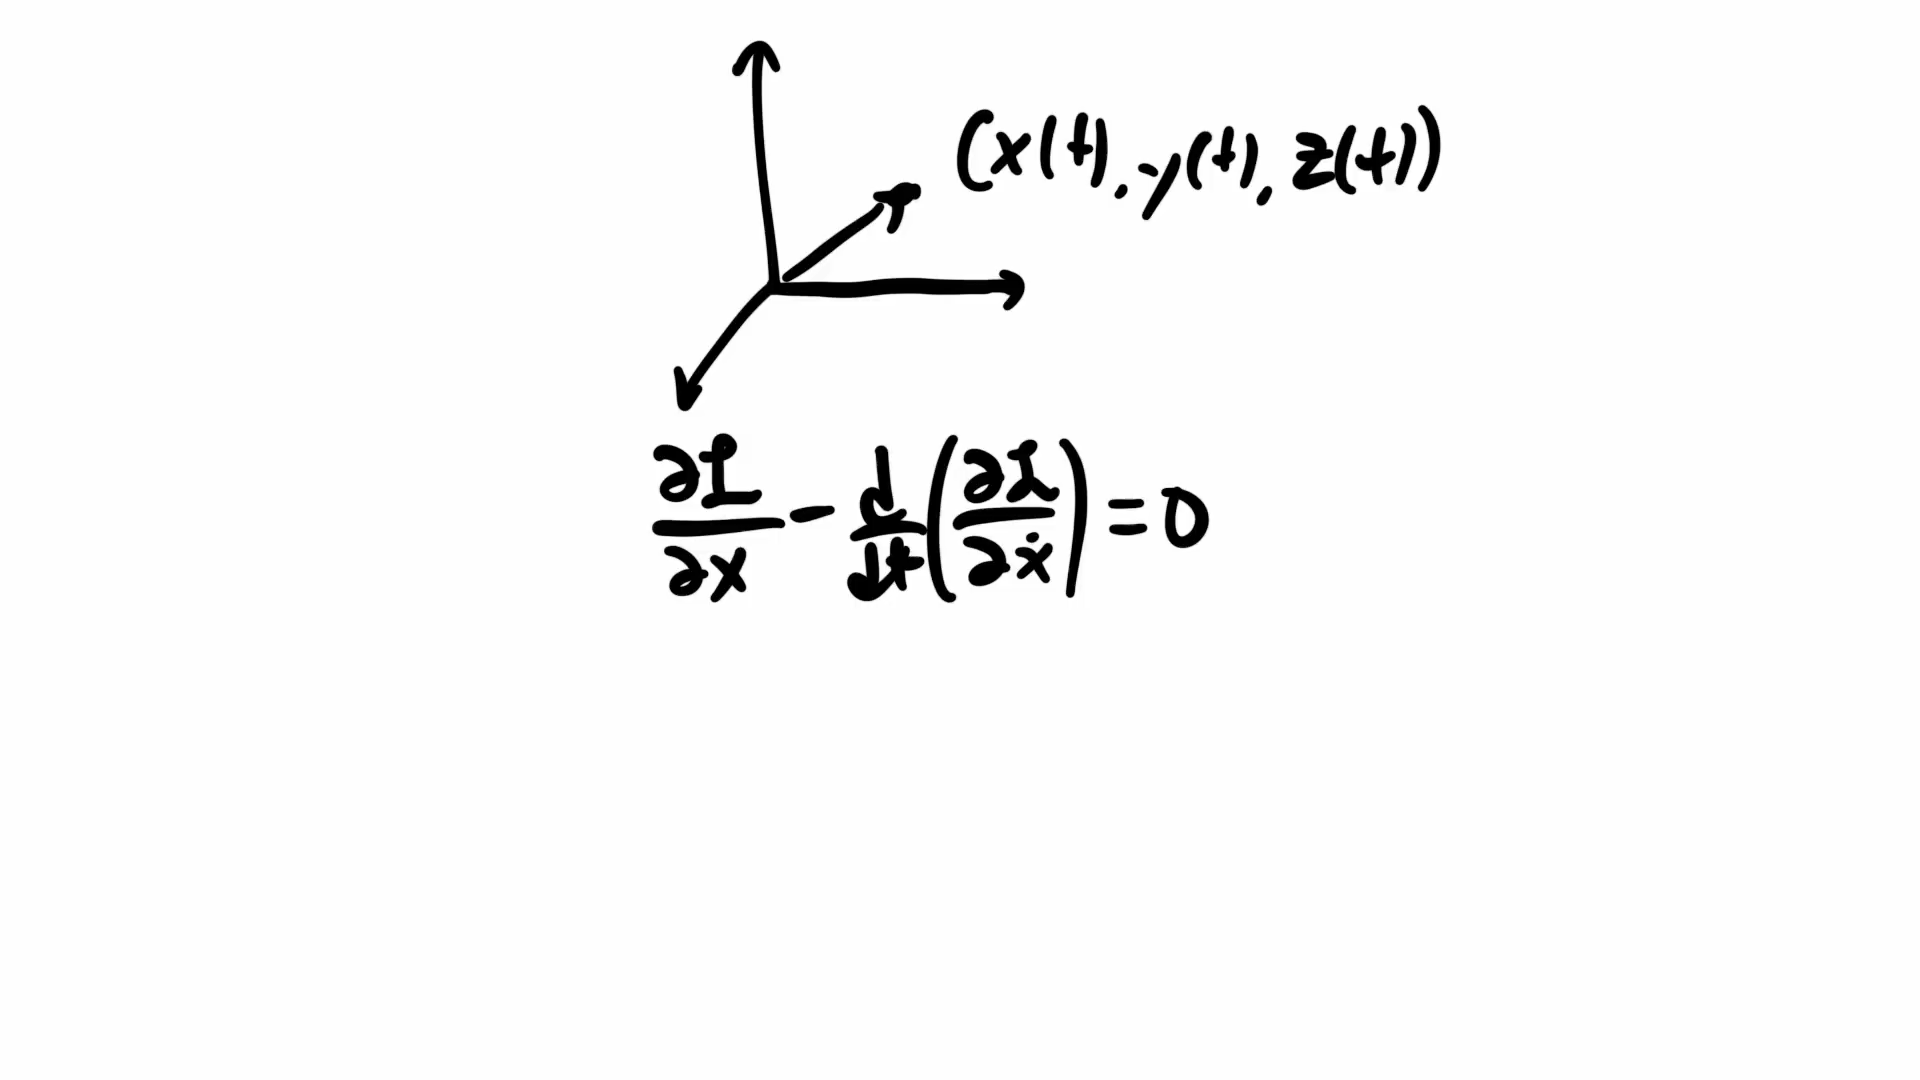 (x(t), y(t), z(t))
∂L/∂x - d/dt(∂L/∂ẋ) = 0